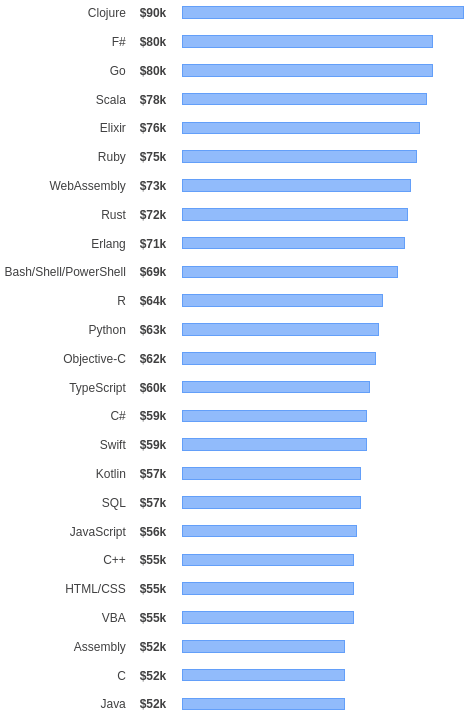 Clojure $90k
F# $80k
Go $80k
Scala $78k
Elixir $76k
Ruby $75k
WebAssembly $73k
Rust $72k
Erlang $71k
Bash/Shell/PowerShell $69k
R $64k
Python $63k
Objective-C $62k
TypeScript $60k
C# $59k
Swift $59k
Kotlin $57k
SQL $57k
JavaScript $56k
C++ $55k
HTML/CSS $55k
VBA $55k
Assembly $52k
C $52k
Java $52k